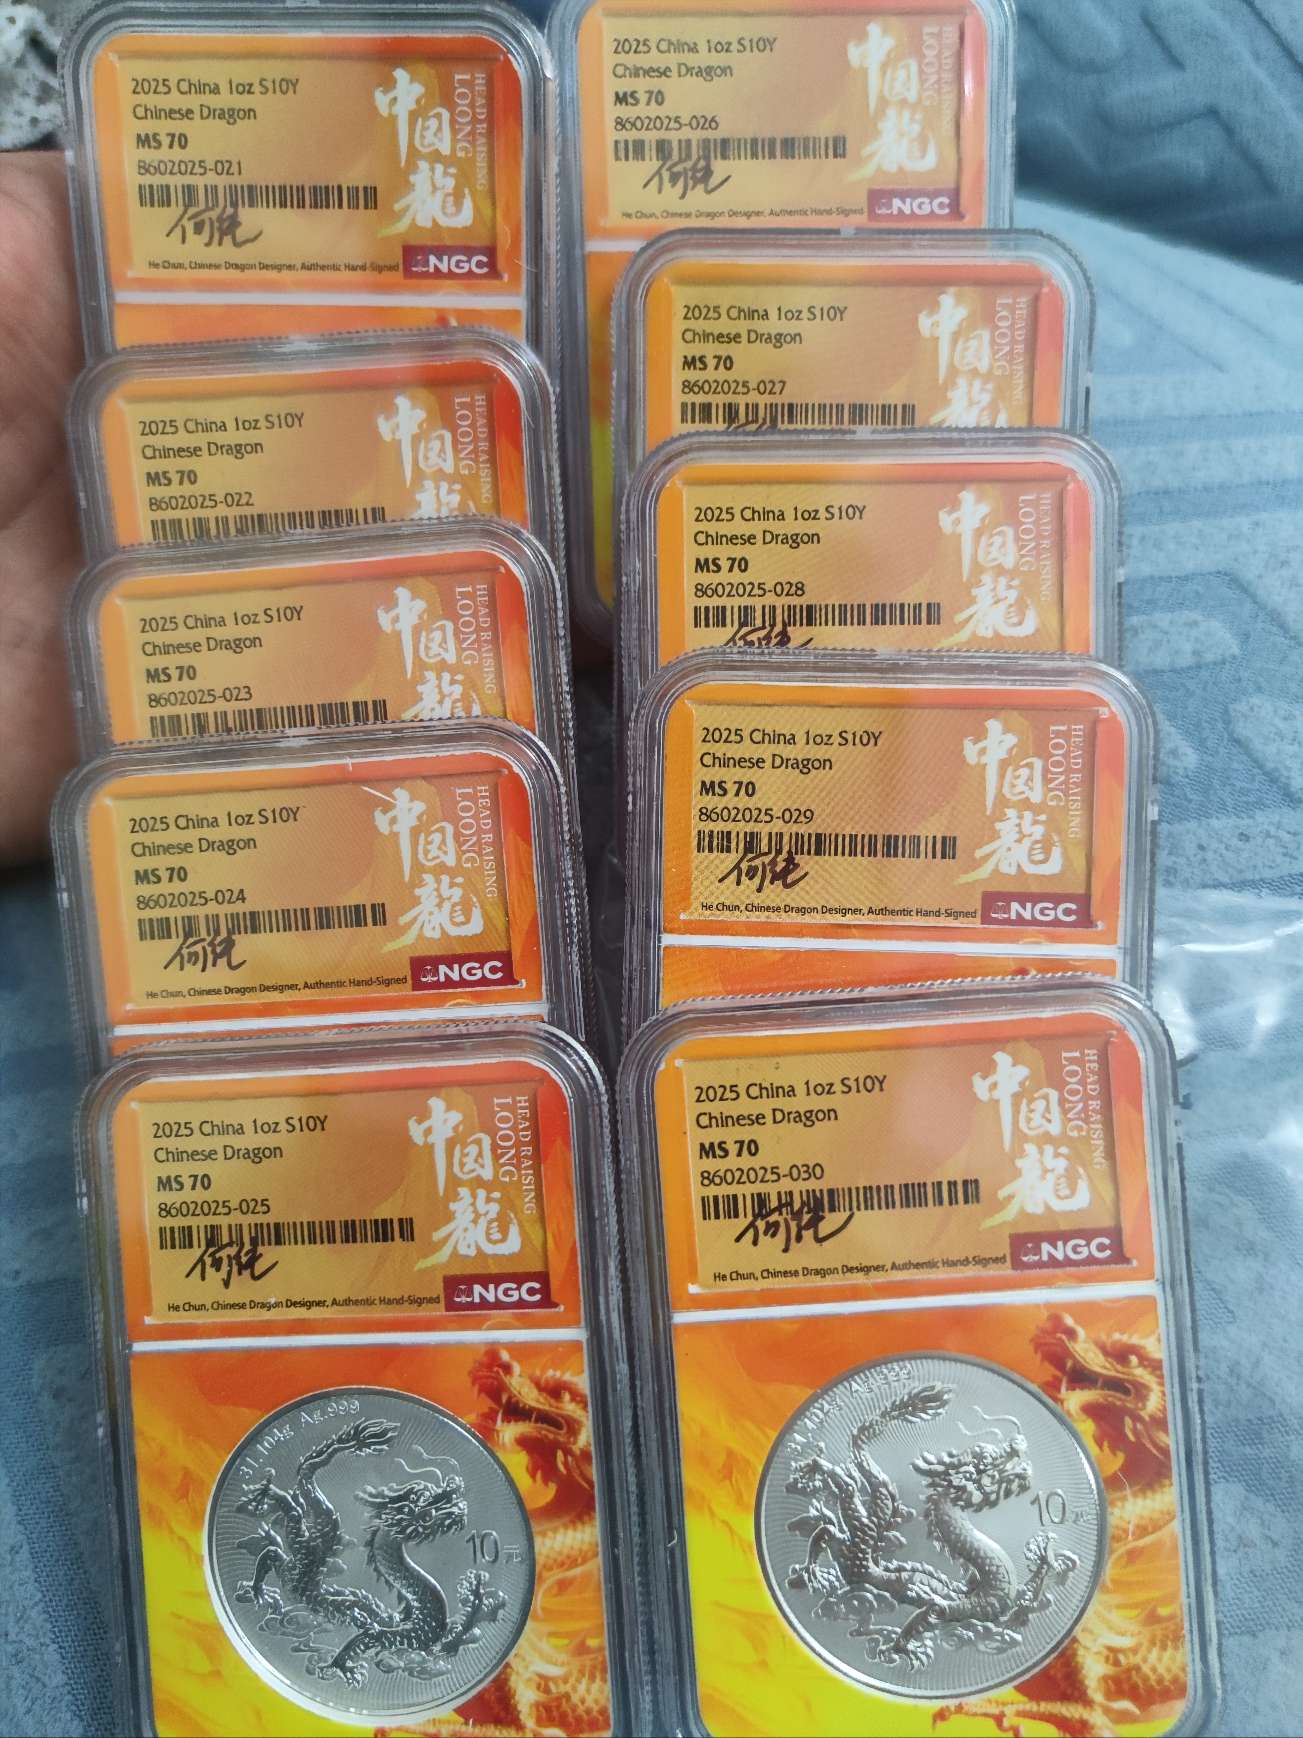 2025 China 1oz S10Y
Chinese Dragon
MS 70
8602025-021
何纯
He Chun, Chinese Dragon Designer, Authentic Hand-Signed
中国龍
HEAD RAISING
LOONG
NGC
2025 China 1oz S10Y
Chinese Dragon
MS 70
8602025-022
中国龍
HEAD RAISING
LOONG
2025 China 1oz S10Y
Chinese Dragon
MS 70
8602025-023
中国龍
HEAD RAISING
LOONG
2025 China 1oz S10Y
Chinese Dragon
MS 70
8602025-024
何纯
He Chun, Chinese Dragon Designer, Authentic Hand-Signed
中国龍
HEAD RAISING
LOONG
NGC
2025 China 1oz S10Y
Chinese Dragon
MS 70
8602025-025
何纯
He Chun, Chinese Dragon Designer, Authentic Hand-Signed
中国龍
HEAD RAISING
LOONG
NGC
31.104g Ag.999
10元
2025 China 1oz S10Y
Chinese Dragon
MS 70
8602025-026
何纯
He Chun, Chinese Dragon Designer, Authentic Hand-Signed
中国龍
HEAD RAISING
LOONG
NGC
2025 China 1oz S10Y
Chinese Dragon
MS 70
8602025-027
中国龍
HEAD RAISING
LOONG
2025 China 1oz S10Y
Chinese Dragon
MS 70
8602025-028
何纯
中国龍
HEAD RAISING
LOONG
2025 China 1oz S10Y
Chinese Dragon
MS 70
8602025-029
何纯
He Chun, Chinese Dragon Designer, Authentic Hand-Signed
中国龍
HEAD RAISING
LOONG
NGC
2025 China 1oz S10Y
Chinese Dragon
MS 70
8602025-030
何纯
He Chun, Chinese Dragon Designer, Authentic Hand-Signed
中国龍
HEAD RAISING
LOONG
NGC
31.104g Ag.999
10元